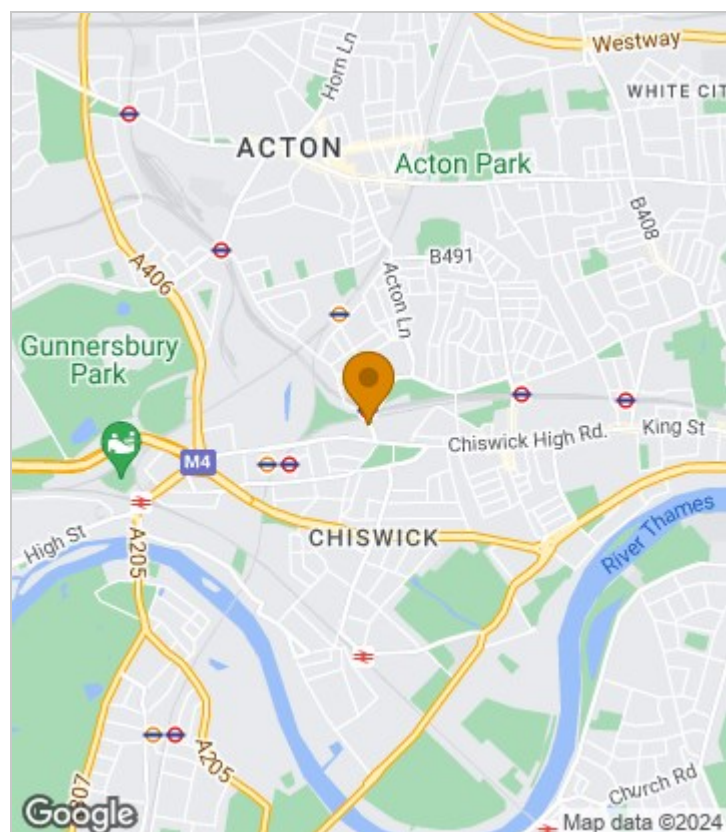 Westway
WHITE CIT
Horn Ln
ACTON
Acton Park
B408
A406
B491
Acton Ln
Gunnersbury
Park
King St
Chiswick High Rd.
M4
High St
CHISWICK
River Thames
A205
A205
307
Church Rd
Google
Map data ©2024